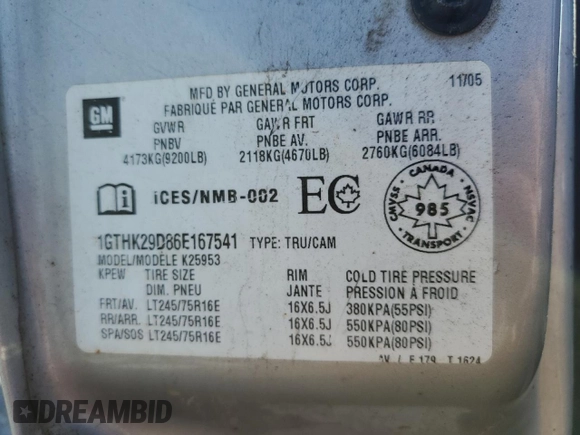 MFD BY GENERAL MOTORS CORP. 11/05
FABRIQUÉ PAR GENERAL MOTORS CORP.
GM
GVWR GAWR FRT GAWR RR
PNBV PNBE AV. PNBE ARR.
4173KG(9200LB) 2118KG(4670LB) 2760KG(6084LB)
ICES/NMB-002 EC
CANADA
CMVSS 985 NSVAC
TRANSPORT
1GTHK29D86E167541 TYPE: TRU/CAM
MODEL/MODÈLE K25953
KPEW TIRE SIZE RIM COLD TIRE PRESSURE
DIM. PNEU JANTE PRESSION À FROID
FRT/AV. LT245/75R16E 16X6.5J 380KPA(55PSI)
RR/ARR. LT245/75R16E 16X6.5J 550KPA(80PSI)
SPA/SOS LT245/75R16E 16X6.5J 550KPA(80PSI)
T 1624
DREAMBID